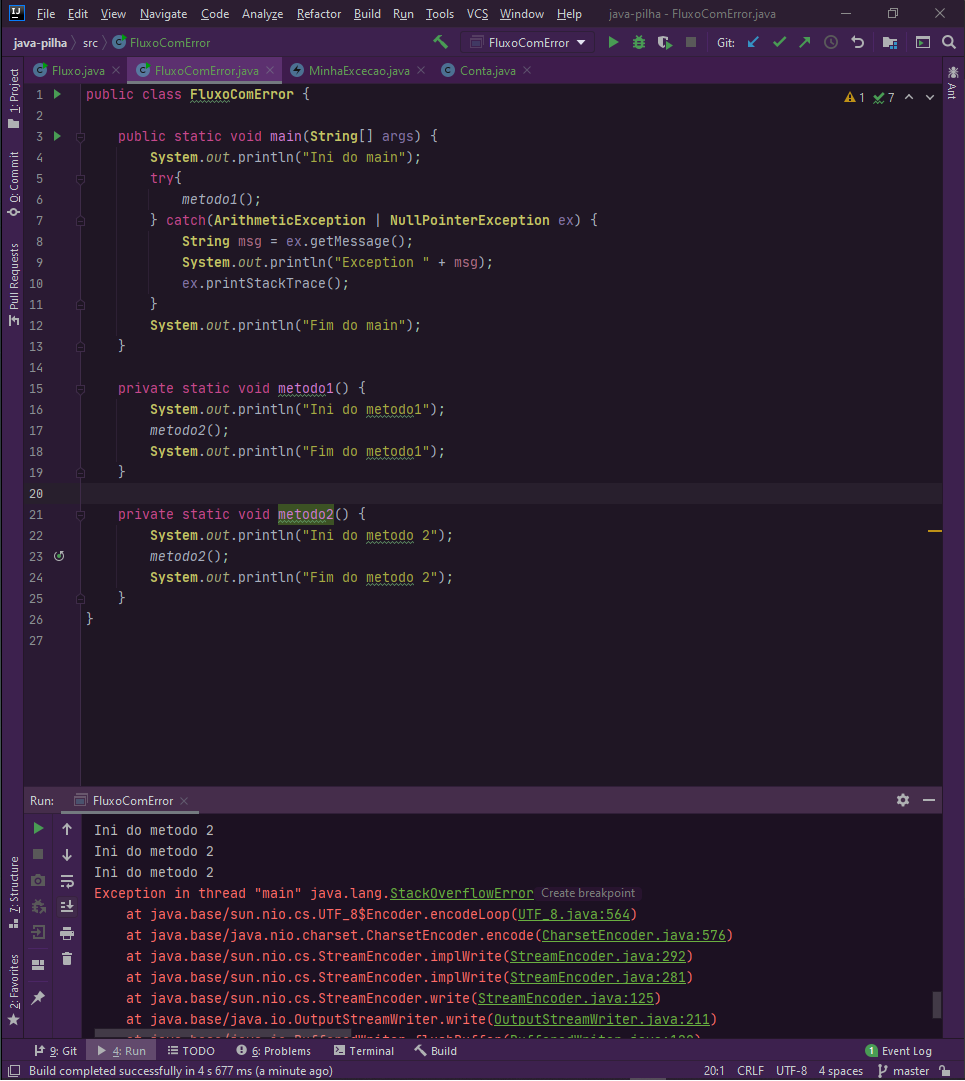 File Edit View Navigate Code Analyze Refactor Build Run Tools VCS Window Help java-pilha - FluxoComError.java
java-pilha src FluxoComError FluxoComError Git:
Fluxo.java FluxoComError.java MinhaExcecao.java Conta.java
1: Project
0: Commit
Pull Requests
Ant
1 7
1 public class FluxoComError {
2
3 public static void main(String[] args) {
4 System.out.println("Ini do main");
5 try{
6 metodo1();
7 } catch(ArithmeticException | NullPointerException ex) {
8 String msg = ex.getMessage();
9 System.out.println("Exception " + msg);
10 ex.printStackTrace();
11 }
12 System.out.println("Fim do main");
13 }
14
15 private static void metodo1() {
16 System.out.println("Ini do metodo1");
17 metodo2();
18 System.out.println("Fim do metodo1");
19 }
20
21 private static void metodo2() {
22 System.out.println("Ini do metodo 2");
23 metodo2();
24 System.out.println("Fim do metodo 2");
25 }
26 }
27
Run: FluxoComError
7: Structure
2: Favorites
Ini do metodo 2
Ini do metodo 2
Ini do metodo 2
Exception in thread "main" java.lang.StackOverflowError Create breakpoint
at java.base/sun.nio.cs.UTF_8$Encoder.encodeLoop(UTF_8.java:564)
at java.base/java.nio.charset.CharsetEncoder.encode(CharsetEncoder.java:576)
at java.base/sun.nio.cs.StreamEncoder.implWrite(StreamEncoder.java:292)
at java.base/sun.nio.cs.StreamEncoder.implWrite(StreamEncoder.java:281)
at java.base/sun.nio.cs.StreamEncoder.write(StreamEncoder.java:125)
at java.base/java.io.OutputStreamWriter.write(OutputStreamWriter.java:211)
9: Git 4: Run TODO 6: Problems Terminal Build 1 Event Log
Build completed successfully in 4 s 677 ms (a minute ago) 20:1 CRLF UTF-8 4 spaces master